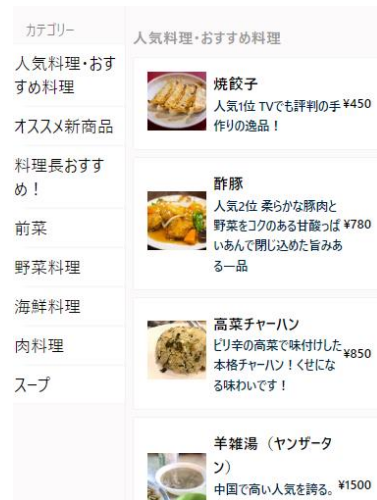 カテゴリー
人気料理・おす
すめ料理
オススメ新商品
料理長おすす
め！
前菜
野菜料理
海鮮料理
肉料理
スープ
人気料理・おすすめ料理
焼餃子
人気1位 TVでも評判の手
作りの逸品！
¥450
酢豚
人気2位 柔らかな豚肉と
野菜をコクのある甘酸っぱ
いあんで閉じ込めた旨みあ
る一品
¥780
高菜チャーハン
ピリ辛の高菜で味付けした
本格チャーハン！くせにな
る味わいです！
¥850
羊雑湯（ヤンザータ
ン）
中国で高い人気を誇る。
¥1500